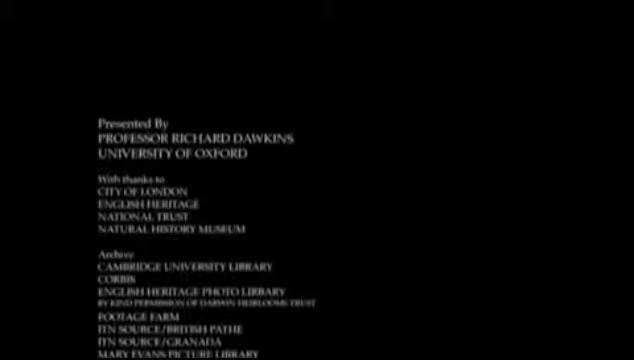 Presented By
PROFESSOR RICHARD DAWKINS
UNIVERSITY OF OXFORD
With thanks to
CITY OF LONDON
ENGLISH HERITAGE
NATIONAL TRUST
NATURAL HISTORY MUSEUM
Archive
CAMBRIDGE UNIVERSITY LIBRARY
CORBIS
ENGLISH HERITAGE PHOTO LIBRARY
BY KIND PERMISSION OF DARWIN HEIRLOOMS TRUST
FOOTAGE FARM
ITN SOURCE/BRITISH PATHE
ITN SOURCE/GRANADA
MARY EVANS PICTURE LIBRARY